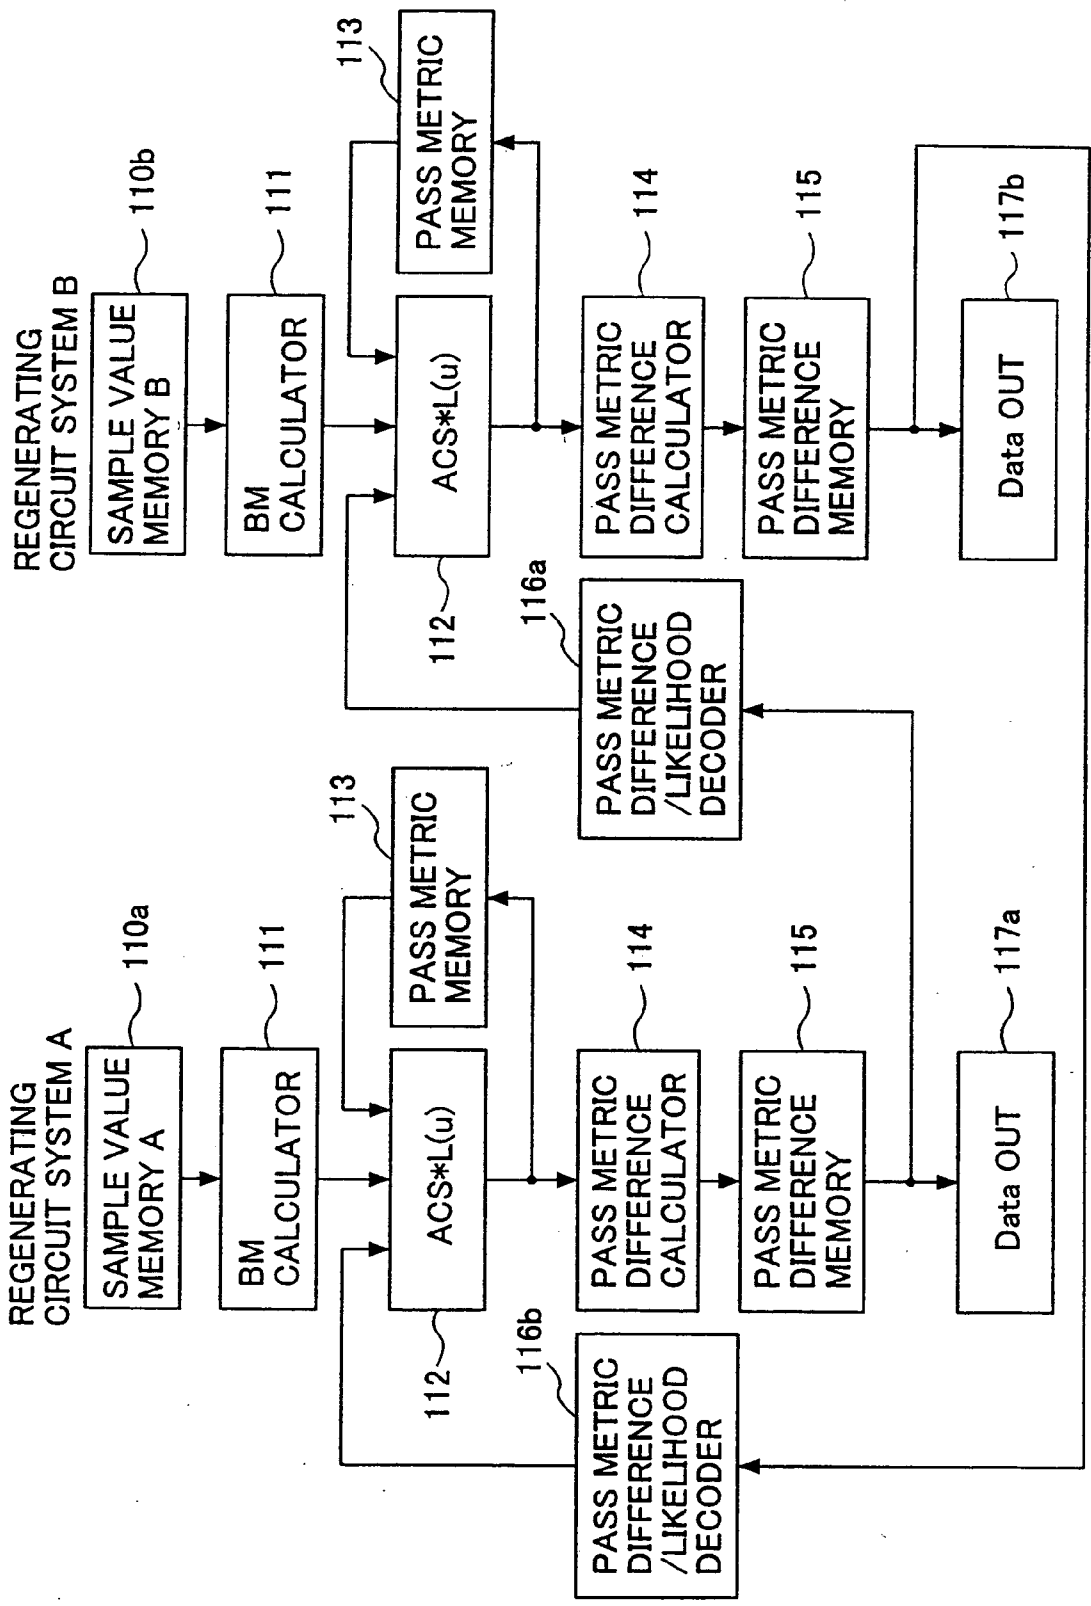 REGENERATING
CIRCUIT SYSTEM A
SAMPLE VALUE
MEMORY A
110a
BM
CALCULATOR
111
ACS*L(u)
112
PASS METRIC
MEMORY
113
PASS METRIC
DIFFERENCE
CALCULATOR
114
PASS METRIC
DIFFERENCE
MEMORY
115
PASS METRIC
DIFFERENCE
/LIKELIHOOD
DECODER
116b
Data OUT
117a
REGENERATING
CIRCUIT SYSTEM B
SAMPLE VALUE
MEMORY B
110b
BM
CALCULATOR
111
ACS*L(u)
112
PASS METRIC
MEMORY
113
PASS METRIC
DIFFERENCE
CALCULATOR
114
PASS METRIC
DIFFERENCE
MEMORY
115
PASS METRIC
DIFFERENCE
/LIKELIHOOD
DECODER
116a
Data OUT
117b